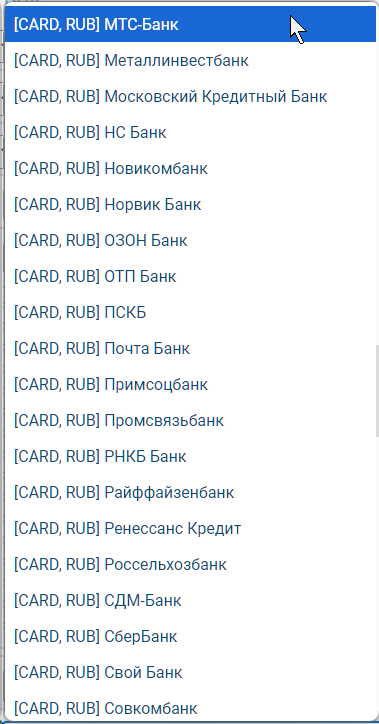 [CARD, RUB] МТС-Банк
[CARD, RUB] Металлинвестбанк
[CARD, RUB] Московский Кредитный Банк
[CARD, RUB] НС Банк
[CARD, RUB] Новикомбанк
[CARD, RUB] Норвик Банк
[CARD, RUB] ОЗОН Банк
[CARD, RUB] ОТП Банк
[CARD, RUB] ПСКБ
[CARD, RUB] Почта Банк
[CARD, RUB] Примсоцбанк
[CARD, RUB] Промсвязьбанк
[CARD, RUB] РНКБ Банк
[CARD, RUB] Райффайзенбанк
[CARD, RUB] Ренессанс Кредит
[CARD, RUB] Россельхозбанк
[CARD, RUB] СДМ-Банк
[CARD, RUB] СберБанк
[CARD, RUB] Свой Банк
[CARD, RUB] Совкомбанк